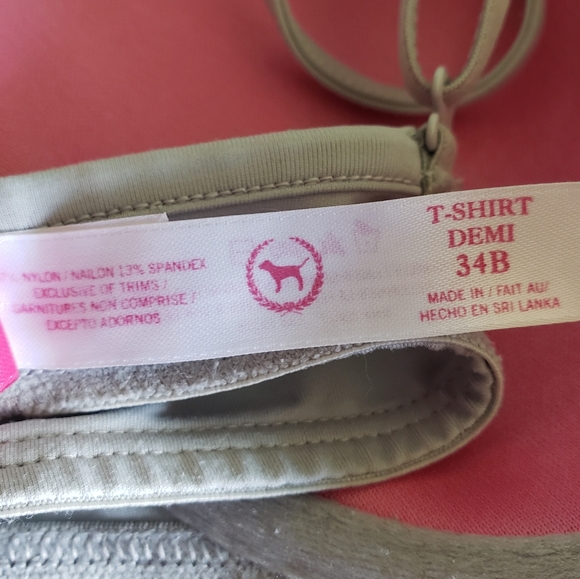 NYLON / NAILON 13% SPANDEX
EXCLUSIVE OF TRIMS /
GARNITURES NON COMPRISE /
EXCEPTO ADORNOS
T-SHIRT
DEMI
34B
MADE IN / FAIT AU/
HECHO EN SRI LANKA